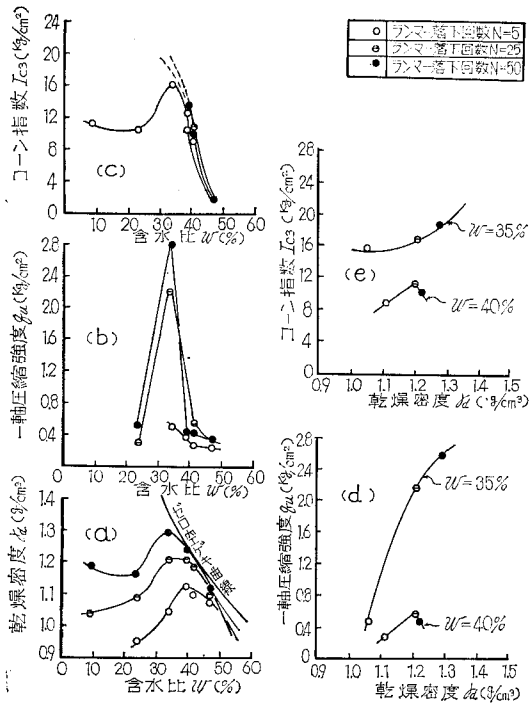 ランマー落下回数N=5
ランマー落下回数N=25
ランマー落下回数N=50
コーン指数 Ic3 (Kg/cm²)
24
20
16
12
8
4
0
(c)
0 10 20 30 40 50 60
含水比 w (%)
一軸圧縮強度 qu (Kg/cm²)
2.8
2.4
2.0
1.6
1.2
0.8
0.4
(b)
0 10 20 30 40 50 60
含水比 w (%)
乾燥密度 γd (g/cm³)
1.4
1.3
1.2
1.1
1.0
0.9
(a)
ゼロ空げき曲線
0 10 20 30 40 50 60
含水比 w (%)
コーン指数 Ic3 (Kg/cm²)
24
20
16
12
8
4
0
(e)
w=35%
w=40%
0.9 1.0 1.1 1.2 1.3 1.4 1.5
乾燥密度 γd (g/cm³)
一軸圧縮強度 qu (Kg/cm²)
2.8
2.4
2.0
1.6
1.2
0.8
0.4
(d)
w=35%
w=40%
0.9 1.0 1.1 1.2 1.3 1.4 1.5
乾燥密度 γd (g/cm³)